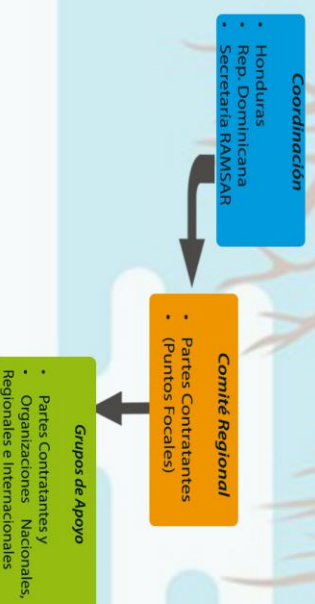 Coordinación
• Honduras
• Rep. Dominicana
• Secretaría RAMSAR
Comité Regional
• Partes Contratantes
• (Puntos Focales)
Grupos de Apoyo
• Partes Contratantes y
• Organizaciones Nacionales,
Regionales e Internacionales